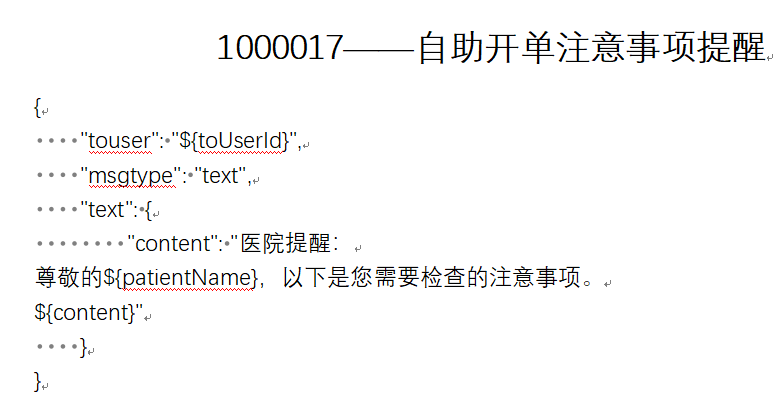 1000017——自助开单注意事项提醒
{
    "touser": "${toUserId}",
    "msgtype": "text",
    "text": {
        "content": "医院提醒：
尊敬的${patientName}，以下是您需要检查的注意事项。
${content}"
    }
}